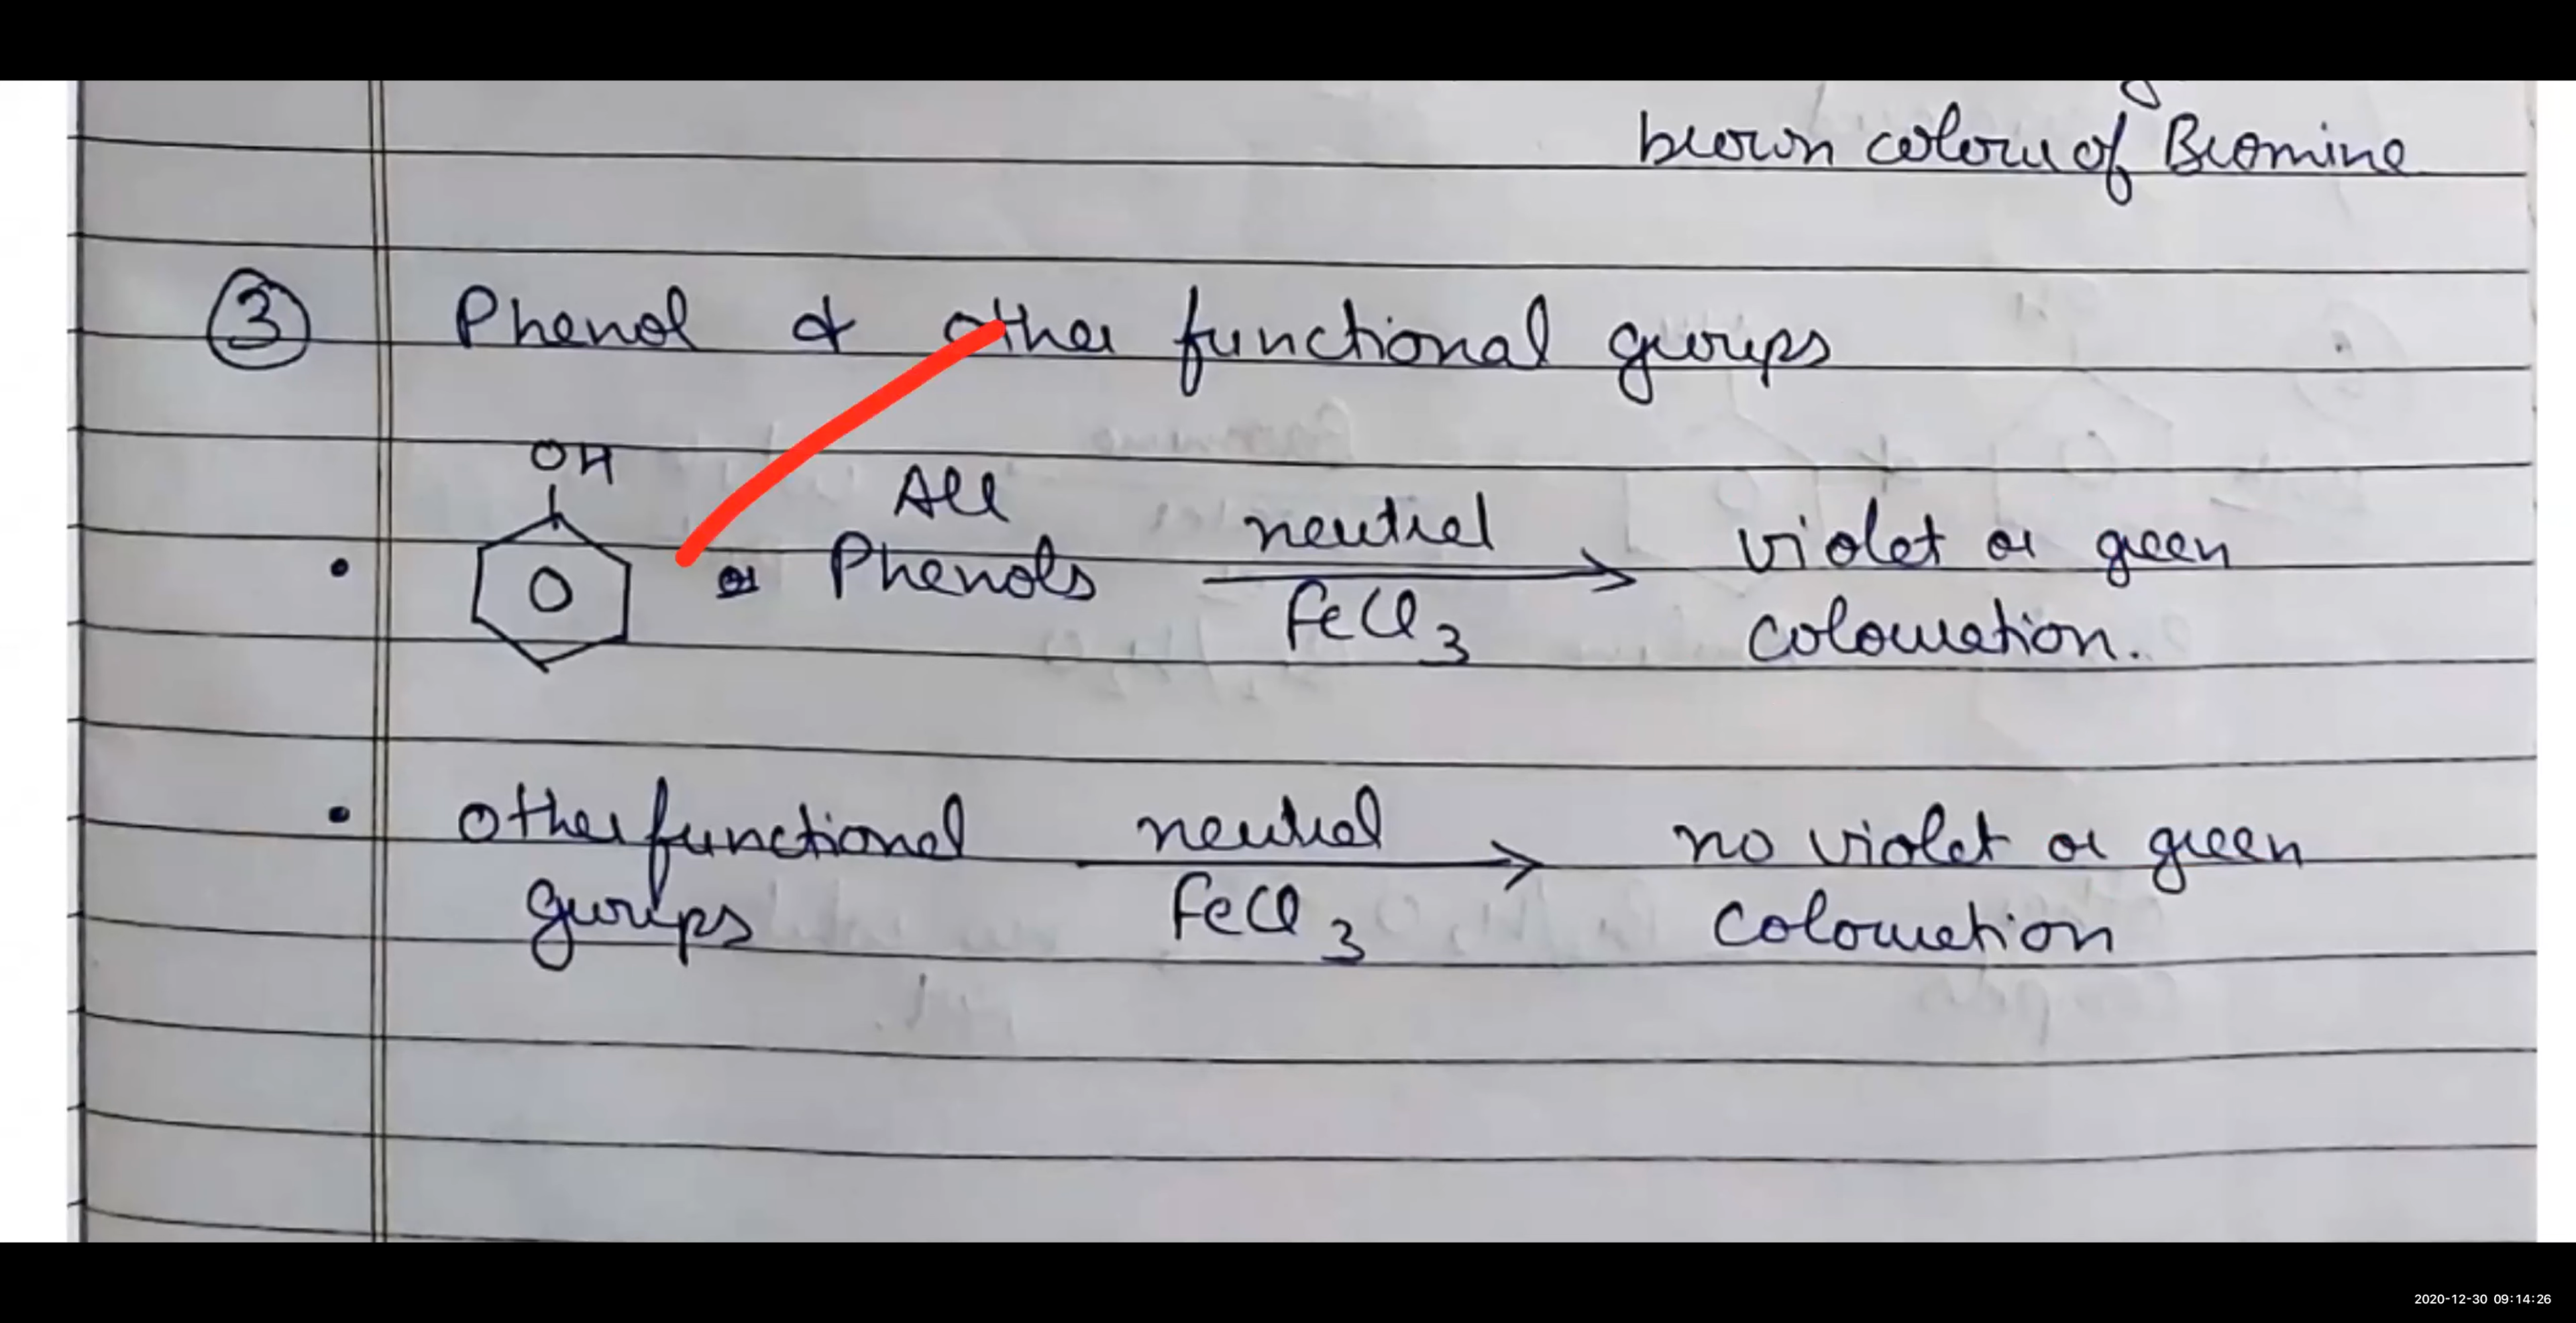 brown colour of Bromine
③ Phenol & other functional groups
OH
• or All Phenols neutral FeCl3 → violet or green
colouration.
• Other functional neutral → no violet or green
groups FeCl3 colouration
2020-12-30 09:14:26